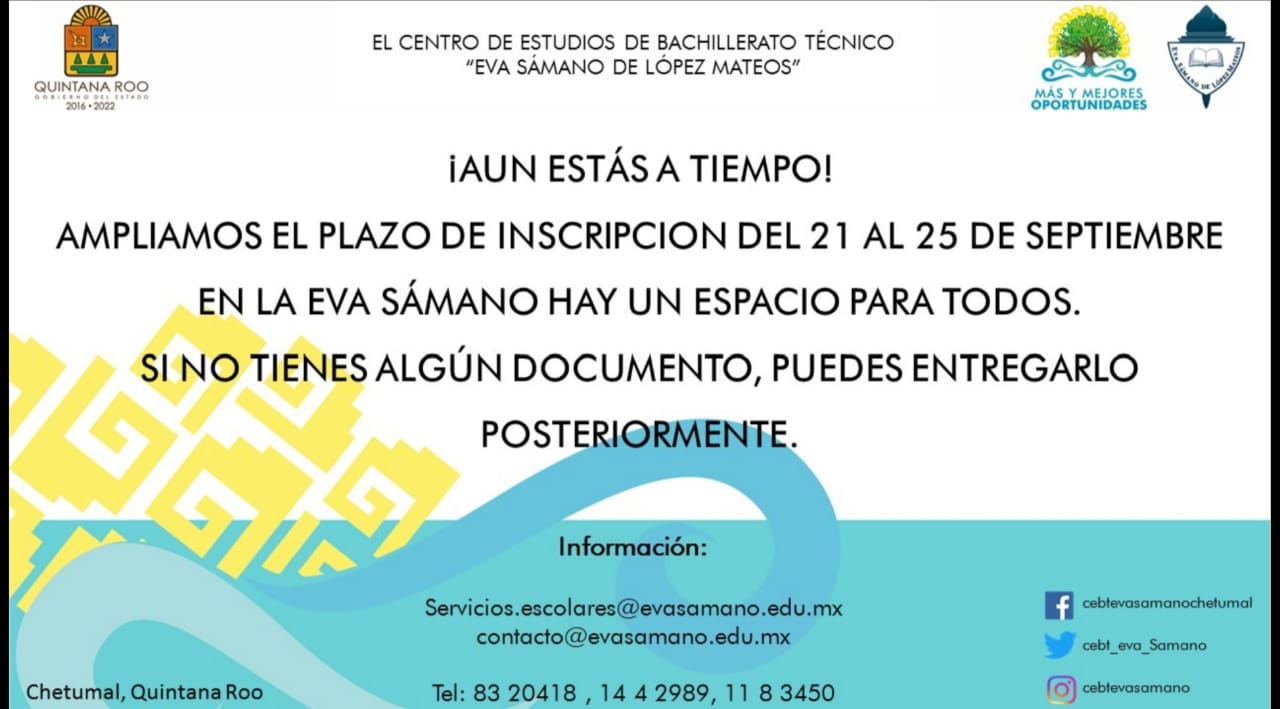 QUINTANA ROO
GOBIERNO DEL ESTADO
2016 • 2022
EL CENTRO DE ESTUDIOS DE BACHILLERATO TÉCNICO
“EVA SÁMANO DE LÓPEZ MATEOS”
MÁS Y MEJORES
OPORTUNIDADES
EVA SÁMANO DE LÓPEZ MATEOS
¡AUN ESTÁS A TIEMPO!
AMPLIAMOS EL PLAZO DE INSCRIPCION DEL 21 AL 25 DE SEPTIEMBRE
EN LA EVA SÁMANO HAY UN ESPACIO PARA TODOS.
SI NO TIENES ALGÚN DOCUMENTO, PUEDES ENTREGARLO
POSTERIORMENTE.
Información:
Servicios.escolares@evasamano.edu.mx
contacto@evasamano.edu.mx
Tel: 83 20418 , 14 4 2989, 11 8 3450
Chetumal, Quintana Roo
cebtevasamanochetumal
cebt_eva_Samano
cebtevasamano